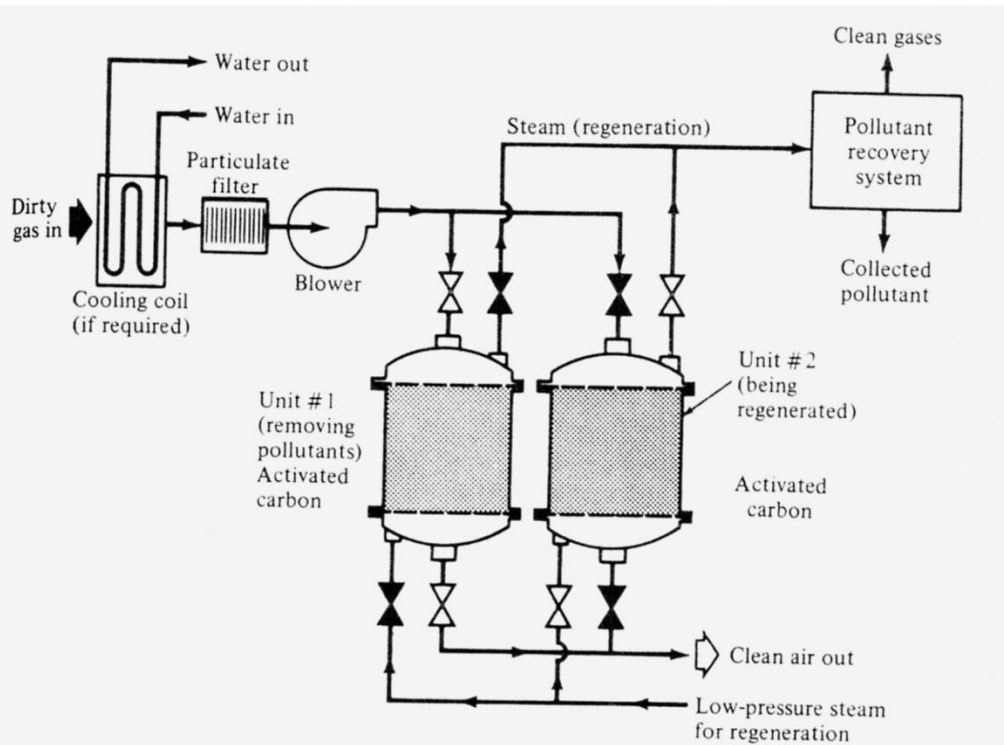 Clean gases
Water out
Water in
Steam (regeneration)
Pollutant
recovery
system
Particulate
filter
Dirty
gas in
Blower
Collected
pollutant
Cooling coil
(if required)
Unit #1
(removing
pollutants)
Activated
carbon
Unit #2
(being
regenerated)
Activated
carbon
Clean air out
Low-pressure steam
for regeneration